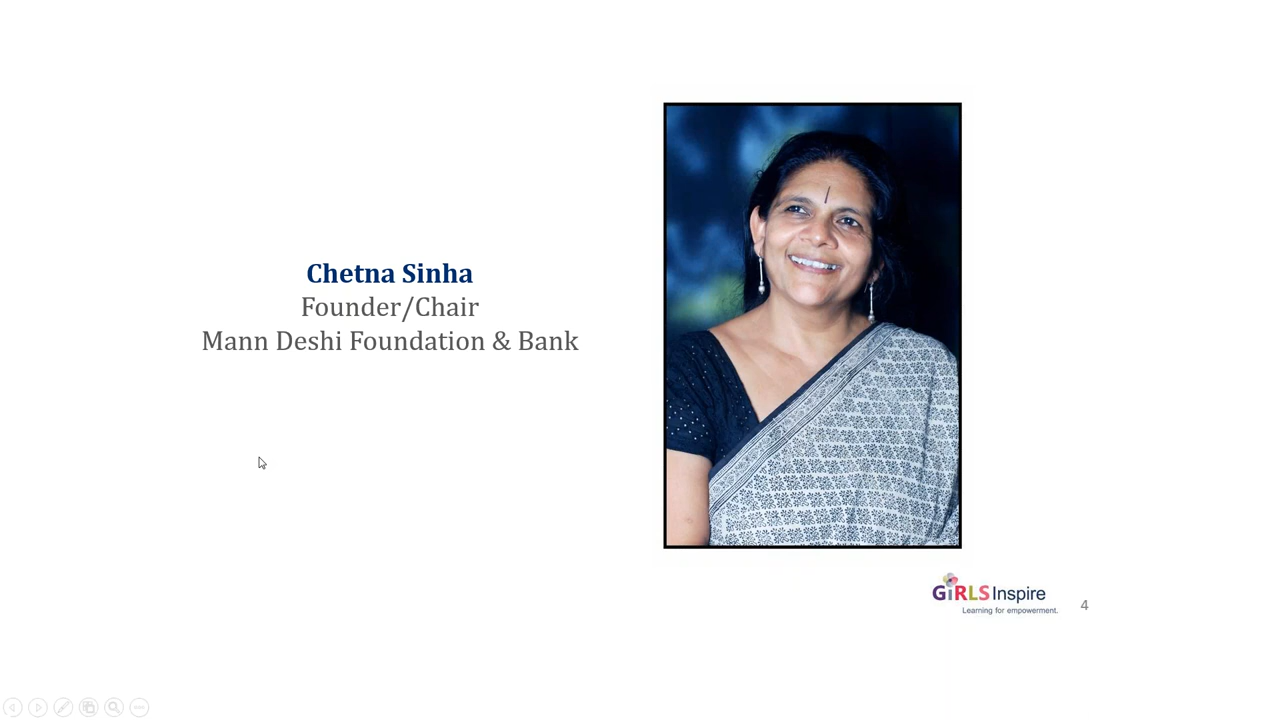 Chetna Sinha
Founder/Chair
Mann Deshi Foundation & Bank
GiRLS Inspire
Learning for empowerment.
4